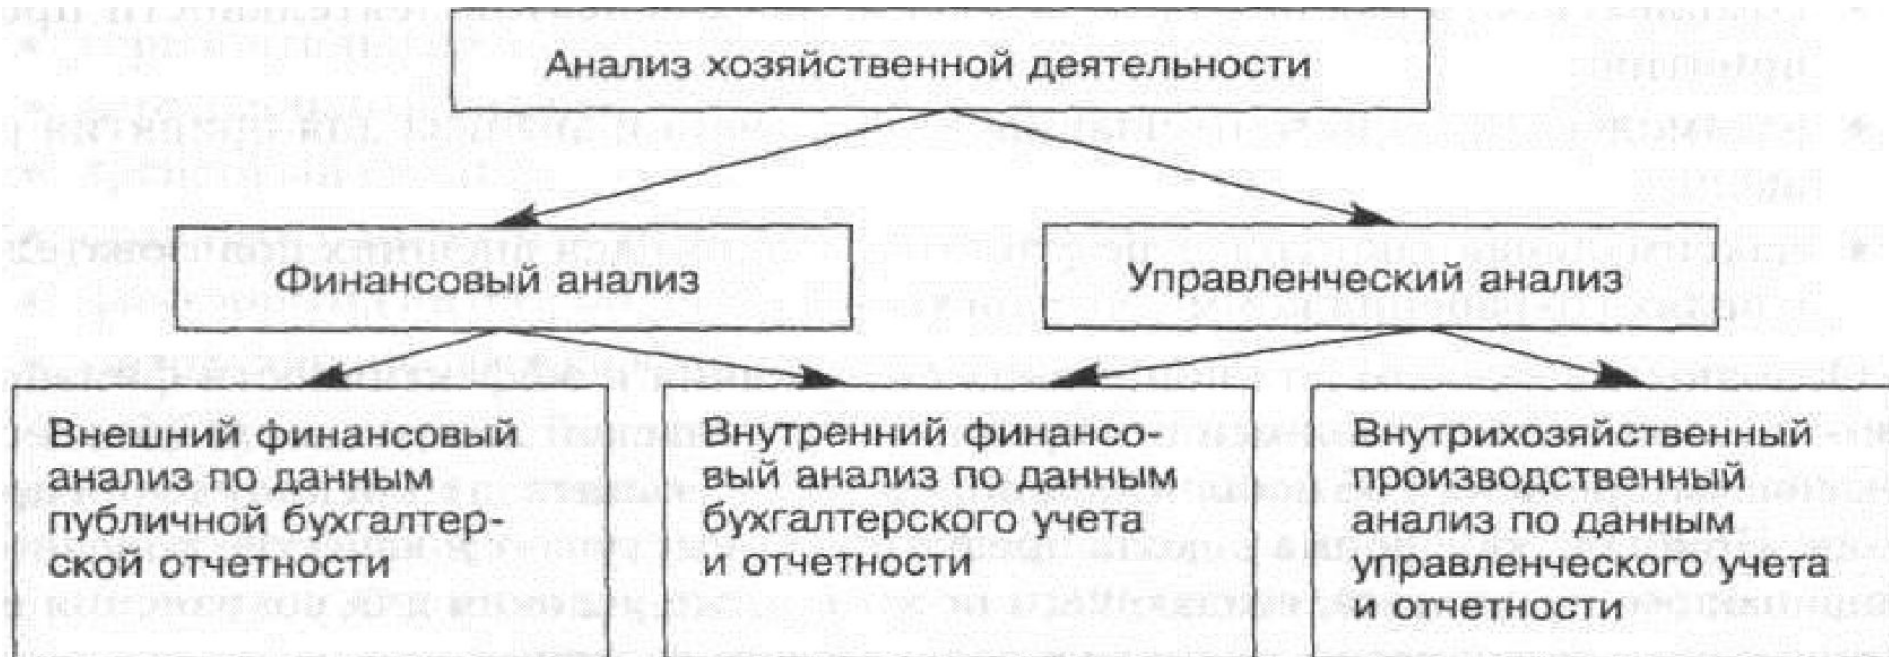 Анализ хозяйственной деятельности
Финансовый анализ
Управленческий анализ
Внешний финансовый
анализ по данным
публичной бухгалтер-
ской отчетности
Внутренний финансо-
вый анализ по данным
бухгалтерского учета
и отчетности
Внутрихозяйственный
производственный
анализ по данным
управленческого учета
и отчетности